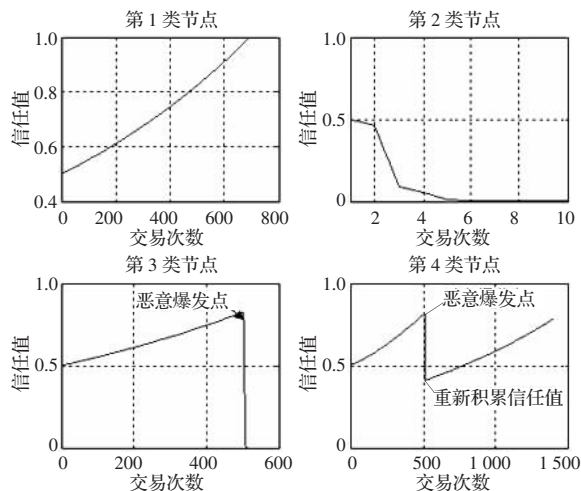 第 1 类节点
1.0
0.8
0.6
0.4
信任值
0 200 400 600 800
交易次数
第 2 类节点
1.0
0.5
0
信任值
2 4 6 8 10
交易次数
第 3 类节点
1.0
0.5
0
信任值
恶意爆发点
0 200 400 600
交易次数
第 4 类节点
1.0
0.5
0
信任值
恶意爆发点
重新积累信任值
0 500 1 000 1 500
交易次数